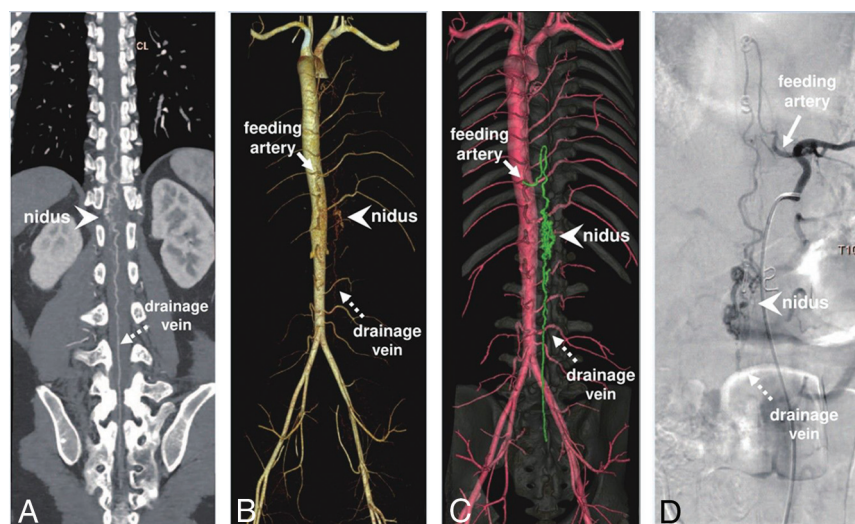 CL
nidus
drainage
vein
A
feeding
artery
nidus
drainage
vein
B
feeding
artery
nidus
drainage
vein
C
feeding
artery
nidus
drainage
vein
D